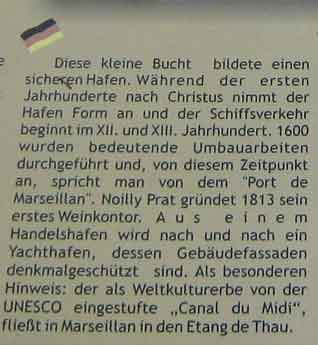 Diese kleine Bucht bildete einen
sicheren Hafen. Während der ersten
Jahrhunderte nach Christus nimmt der
Hafen Form an und der Schiffsverkehr
beginnt im XII. und XIII. Jahrhundert. 1600
wurden bedeutende Umbauarbeiten
durchgeführt und, von diesem Zeitpunkt
an, spricht man von dem "Port de
Marseillan". Noilly Prat gründet 1813 sein
erstes Weinkontor. Aus einem
Handelshafen wird nach und nach ein
Yachthafen, dessen Gebäudefassaden
denkmalgeschützt sind. Als besonderen
Hinweis: der als Weltkulturerbe von der
UNESCO eingestufte „Canal du Midi",
fließt in Marseillan in den Etang de Thau.